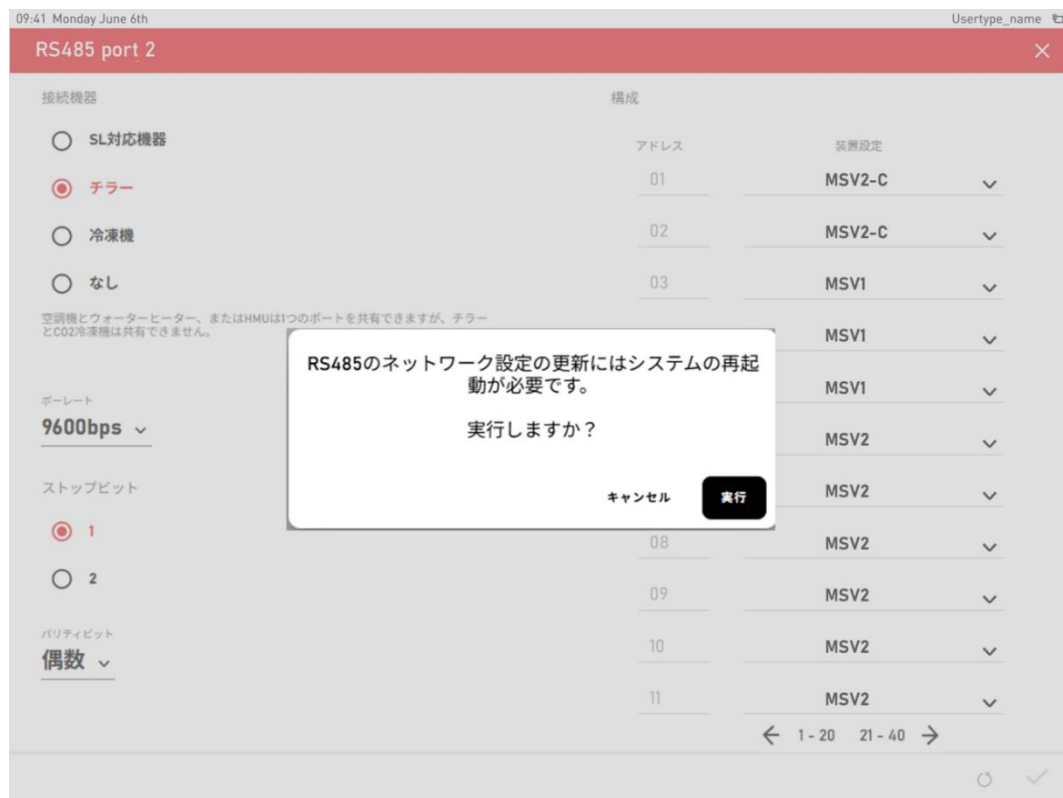 09:41 Monday June 6th
Usertype_name
RS485 port 2
接続機器
SL対応機器
チラー
冷凍機
なし
空調機とウォーターヒーター、またはHMUは1つのポートを共有できますが、チラー
とCO2冷凍機は共有できません。
ボーレート
9600bps
ストップビット
1
2
パリティビット
偶数
構成
アドレス 装置設定
01 MSV2-C
02 MSV2-C
03 MSV1
MSV1
MSV1
MSV2
MSV2
08 MSV2
09 MSV2
10 MSV2
11 MSV2
1 - 20 21 - 40
RS485のネットワーク設定の更新にはシステムの再起
動が必要です。
実行しますか？
キャンセル 実行